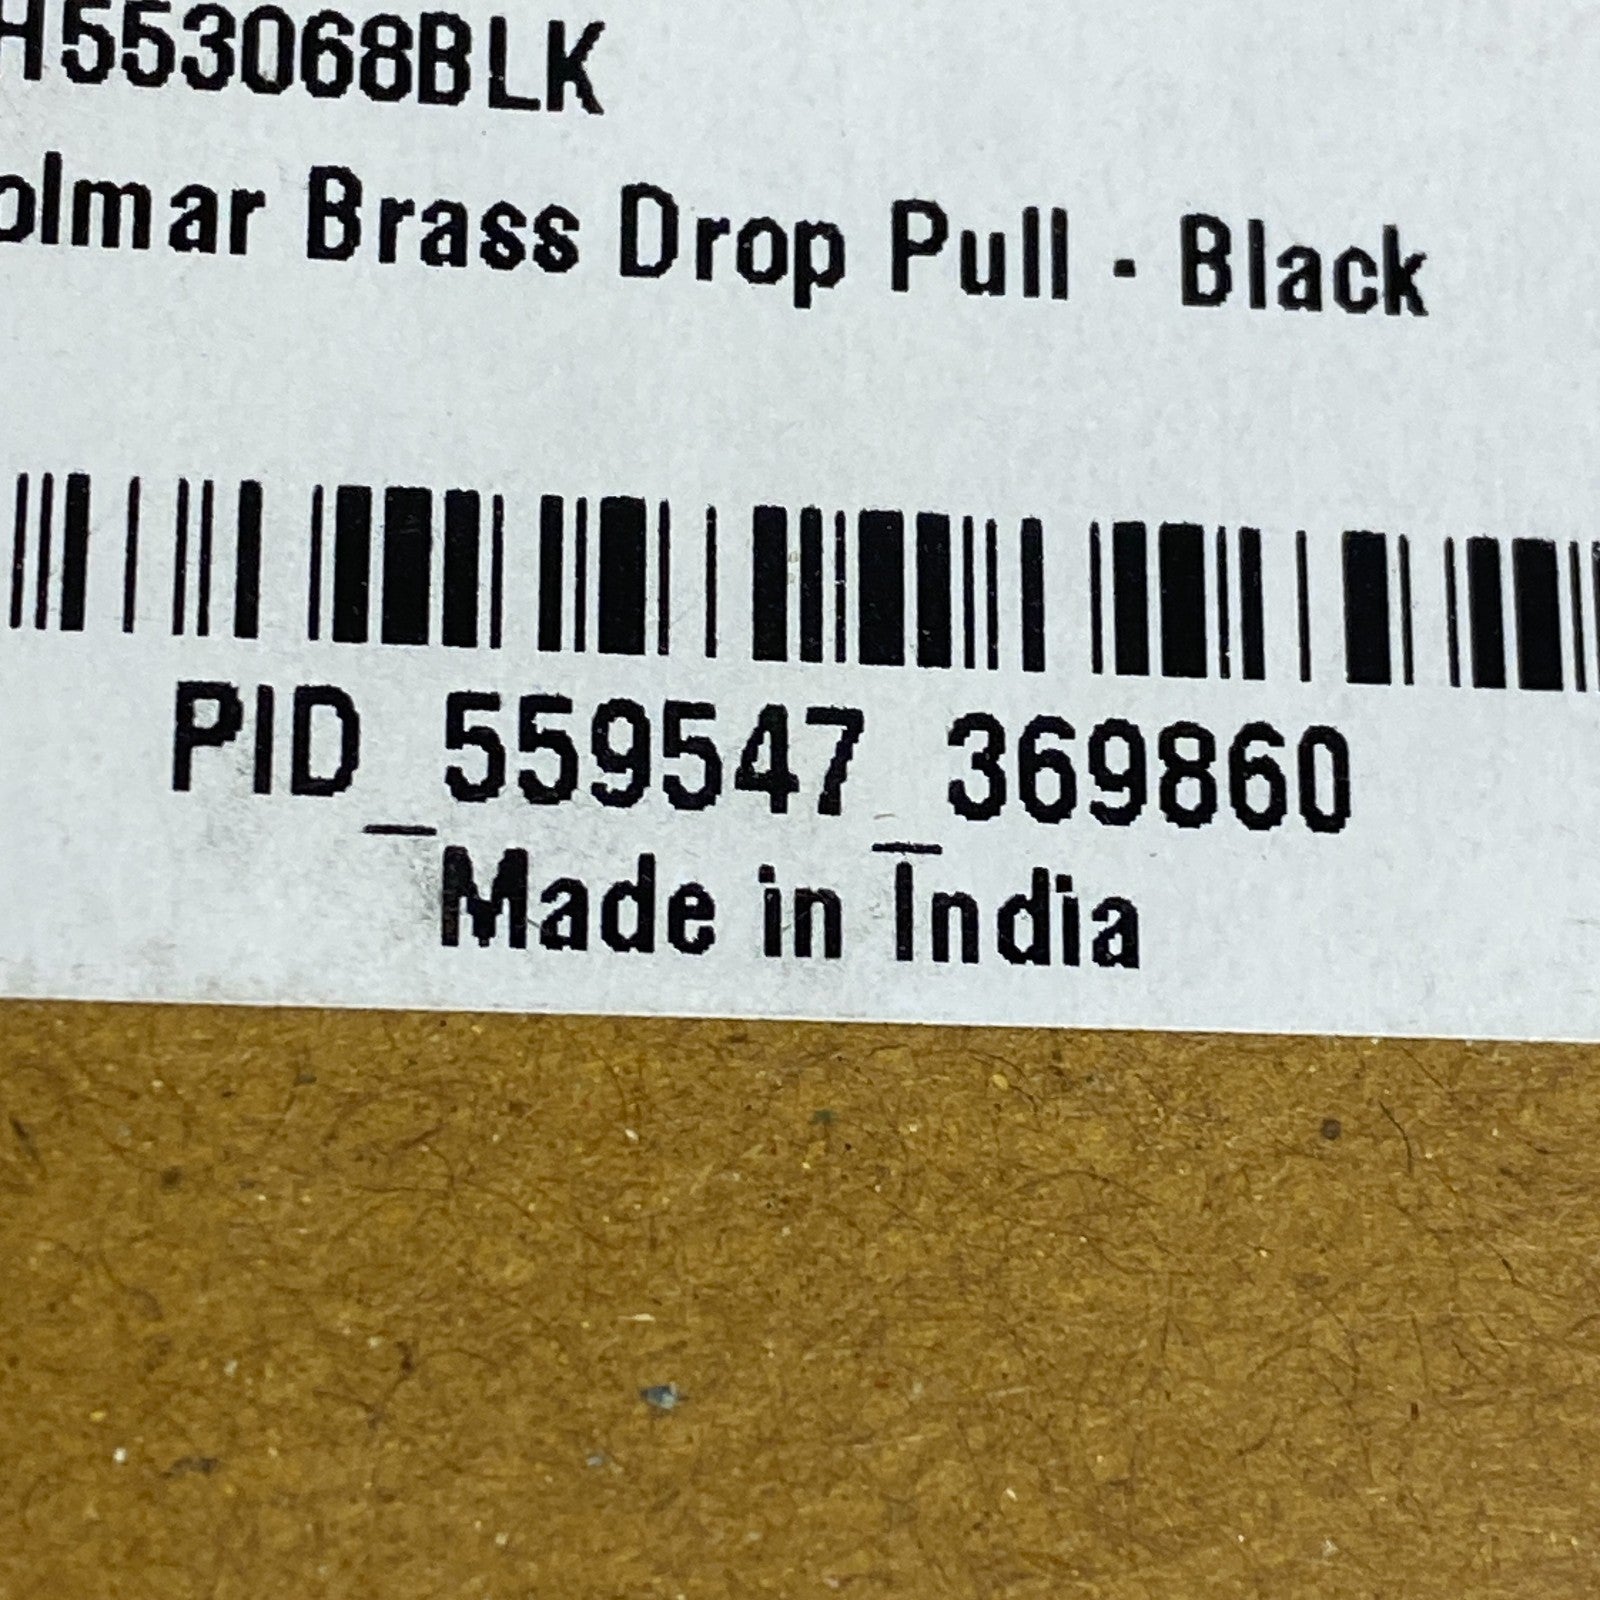 H553068BLK
olmar Brass Drop Pull - Black
PID_559547_369860
Made in India